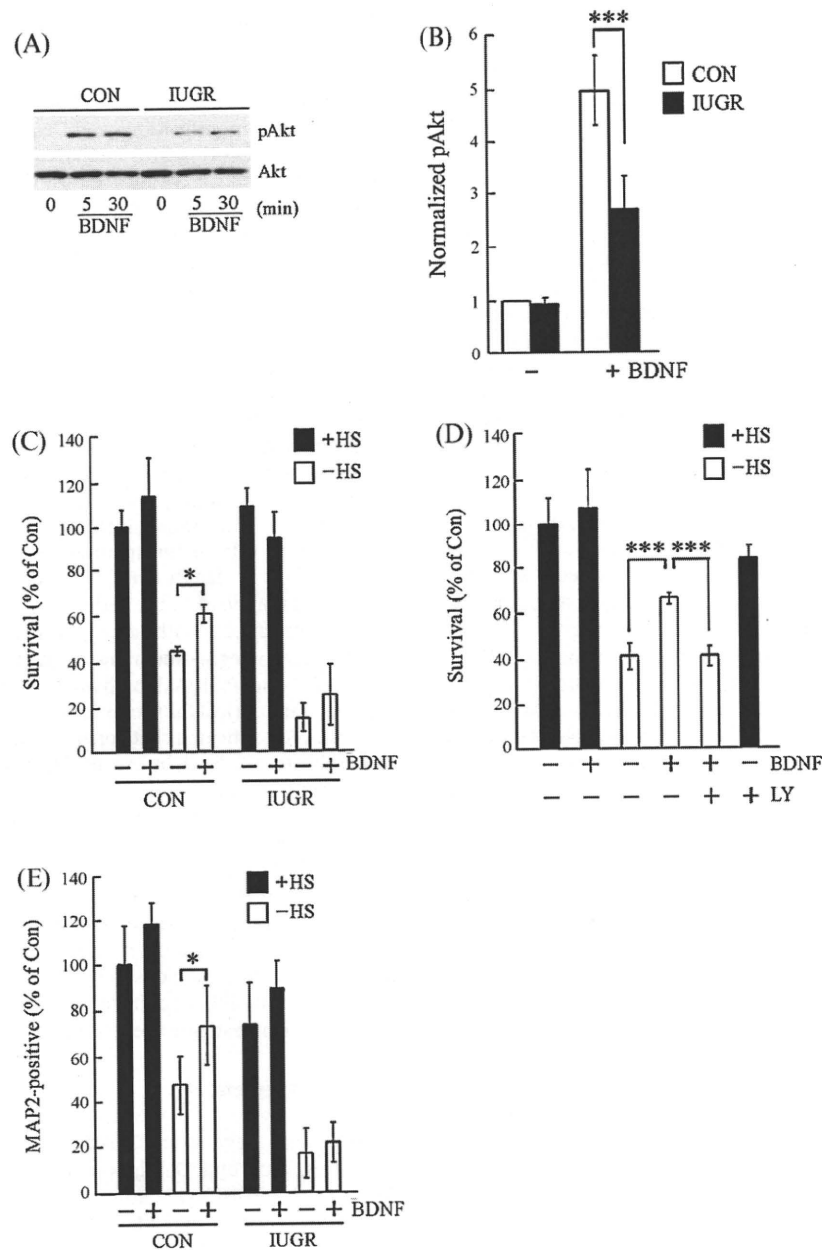 (A)
CON IUGR
pAkt
Akt
0 5 30 0 5 30 (min)
BDNF BDNF
(B)
***
CON
IUGR
Normalized pAkt
6
5
4
3
2
1
0
− + BDNF
(C)
+HS
−HS
Survival (% of Con)
140
120
100
80
60
40
20
0
*
− + − + − + − + BDNF
CON IUGR
(D)
+HS
−HS
Survival (% of Con)
140
120
100
80
60
40
20
0
*** ***
− + − + + − BDNF
− − − − + + LY
(E)
+HS
−HS
MAP2-positive (% of Con)
140
120
100
80
60
40
20
0
*
− + − + − + − + BDNF
CON IUGR